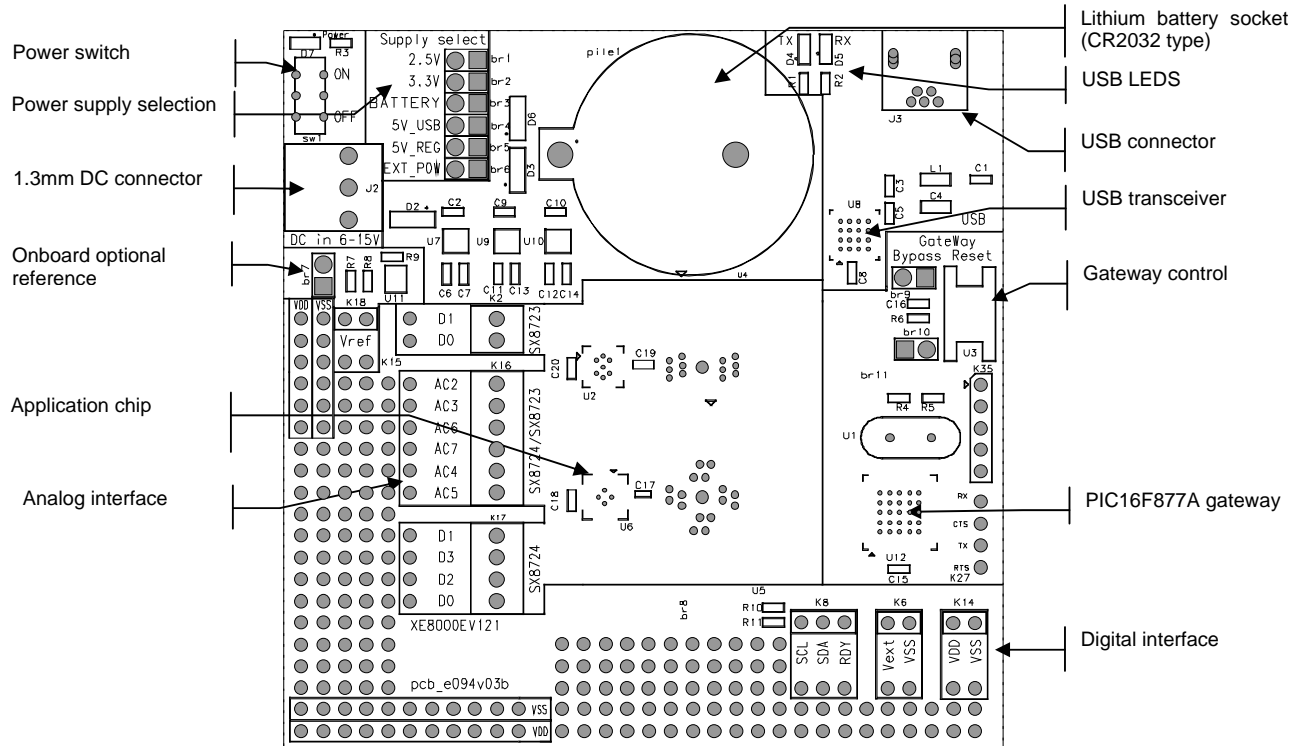 Power switch
Power supply selection
1.3mm DC connector
Onboard optional
reference
Application chip
Analog interface
Lithium battery socket
(CR2032 type)
USB LEDS
USB connector
USB transceiver
Gateway control
PIC16F877A gateway
Digital interface
Power
D7
R3
ON
OFF
sw1
Supply select
2.5V br1
3.3V br2
BATTERY br3
5V_USB br4
5V_REG br5
EXT_POW br6
D6
D3
pile1
TX
RX
D4
D5
R1
R2
J3
J2
DC in 6-15V
D2
C2
C9
C10
U7
U9
U10
C6
C7
C11
C13
C12
C14
U4
C3
L1
C1
C5
C4
USB
U8
C8
GateWay
Bypass Reset
br9
C16
R6
br10
U3
br7
R7
R8
R9
U11
VDD
VSS
K18
Vref
K15
K2
D1
D0
SX8723
K16
AC2
AC3
AC6
AC7
AC4
AC5
SX8724/SX8723
K17
D1
D3
D2
D0
SX8724
XE8000EV121
C20
C19
U2
C18
C17
U6
K35
br11
R4
R5
U1
RX
CTS
TX
RTS
K27
U12
C15
U5
br8
R10
R11
K8
K6
K14
SCL
SDA
RDY
Vext
VSS
VDD
VSS
pcb_e094v03b
VSS
VDD